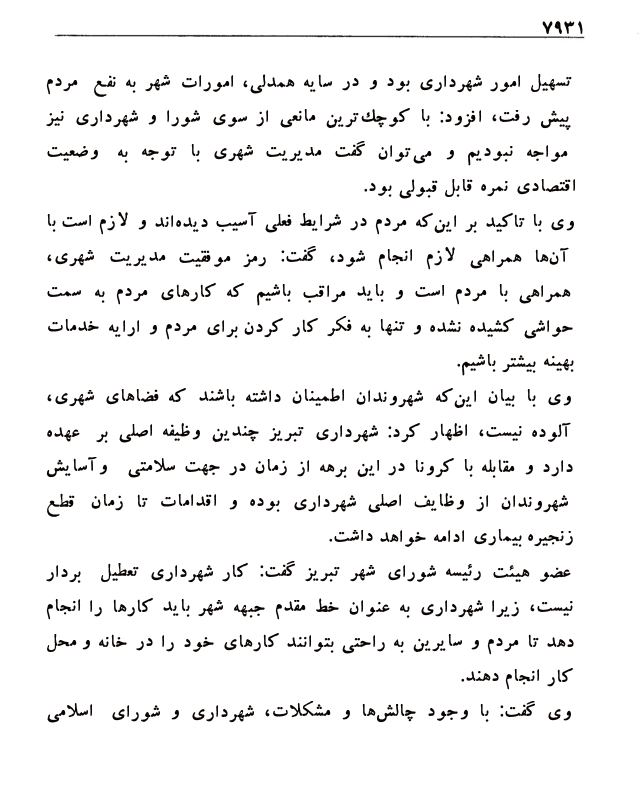 ۷۹۳۱
تسهیل امور شهرداری بود و در سایه همدلی، امورات شهر به نفع مردم
پیش رفت، افزود: با کوچك‌ترین مانعی از سوی شورا و شهرداری نیز
مواجه نبودیم و می‌توان گفت مدیریت شهری با توجه به وضعیت
اقتصادی نمره قابل قبولی بود.
وی با تاکید بر این‌که مردم در شرایط فعلی آسیب دیده‌اند و لازم است با
آن‌ها همراهی لازم انجام شود، گفت: رمز موفقیت مدیریت شهری،
همراهی با مردم است و باید مراقب باشیم که کارهای مردم به سمت
حواشی کشیده نشده و تنها به فکر کار کردن برای مردم و ارایه خدمات
بهینه بیشتر باشیم.
وی با بیان این‌که شهروندان اطمینان داشته باشند که فضاهای شهری،
آلوده نیست، اظهار کرد: شهرداری تبریز چندین وظیفه اصلی بر عهده
دارد و مقابله با کرونا در این برهه از زمان در جهت سلامتی و آسایش
شهروندان از وظایف اصلی شهرداری بوده و اقدامات تا زمان قطع
زنجیره بیماری ادامه خواهد داشت.
عضو هیئت رئیسه شورای شهر تبریز گفت: کار شهرداری تعطیل بردار
نیست، زیرا شهرداری به عنوان خط مقدم جبهه شهر باید کارها را انجام
دهد تا مردم و سایرین به راحتی بتوانند کارهای خود را در خانه و محل
کار انجام دهند.
وی گفت: با وجود چالش‌ها و مشکلات، شهرداری و شورای اسلامی